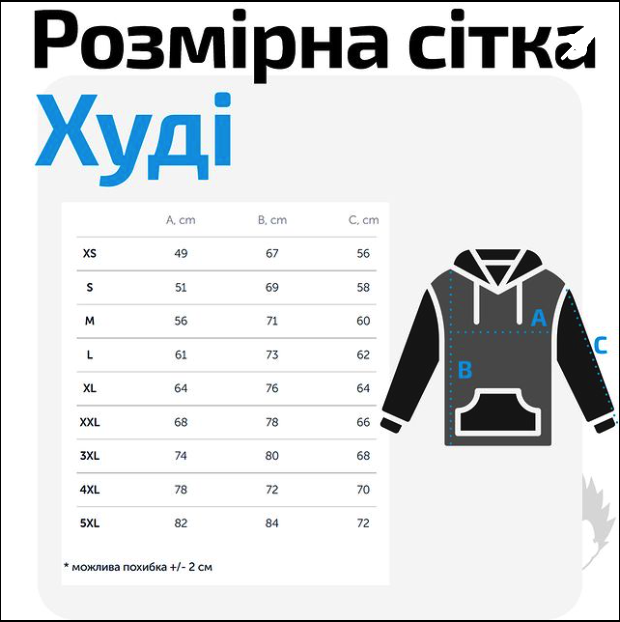 Розмірна сітка
Худі
A, cm B, cm C, cm
XS 49 67 56
S 51 69 58
M 56 71 60
L 61 73 62
XL 64 76 64
XXL 68 78 66
3XL 74 80 68
4XL 78 72 70
5XL 82 84 72
* можлива похибка +/- 2 см
A
B
C